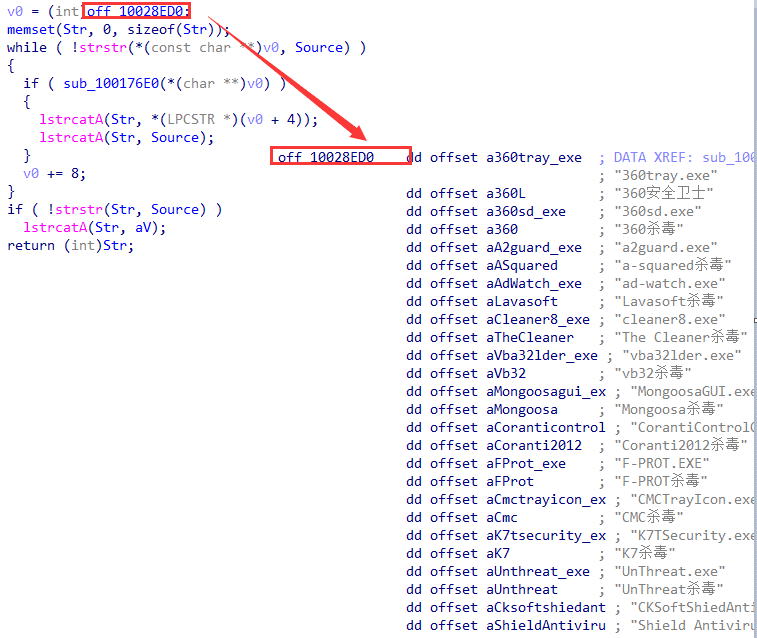 v0 = (int)off_10028ED0;
memset(Str, 0, sizeof(Str));
while ( !strstr(*(const char **)v0, Source) )
{
if ( sub_100176E0(*(char **)v0) )
{
lstrcatA(Str, *(LPCSTR *)(v0 + 4));
lstrcatA(Str, Source);
}
v0 += 8;
}
if ( !strstr(Str, Source) )
lstrcatA(Str, aV);
return (int)Str;
off_10028ED0 dd offset a360tray_exe ; DATA XREF: sub_100
; "360tray.exe"
dd offset a360L ; "360安全卫士"
dd offset a360sd_exe ; "360sd.exe"
dd offset a360 ; "360杀毒"
dd offset aA2guard_exe ; "a2guard.exe"
dd offset aASquared ; "a-squared杀毒"
dd offset aAdWatch_exe ; "ad-watch.exe"
dd offset aLavasoft ; "Lavasoft杀毒"
dd offset aCleaner8_exe ; "cleaner8.exe"
dd offset aTheCleaner ; "The Cleaner杀毒"
dd offset aVba32lder_exe ; "vba32lder.exe"
dd offset aVb32 ; "vb32杀毒"
dd offset aMongoosagui_ex ; "MongoosaGUI.exe
dd offset aMongoosa ; "Mongoosa杀毒"
dd offset aCoranticontrol ; "CorantiControlC
dd offset aCoranti2012 ; "Coranti2012杀毒"
dd offset aFProt_exe ; "F-PROT.EXE"
dd offset aFProt ; "F-PROT杀毒"
dd offset aCmctrayicon_ex ; "CMCTrayIcon.exe
dd offset aCmc ; "CMC杀毒"
dd offset aK7tsecurity_ex ; "K7TSecurity.exe
dd offset aK7 ; "K7杀毒"
dd offset aUnthreat_exe ; "UnThreat.exe"
dd offset aUnthreat ; "UnThreat杀毒"
dd offset aCksoftshiedant ; "CKSoftShiedAnti
dd offset aShieldAntiviru ; "Shield Antiviru